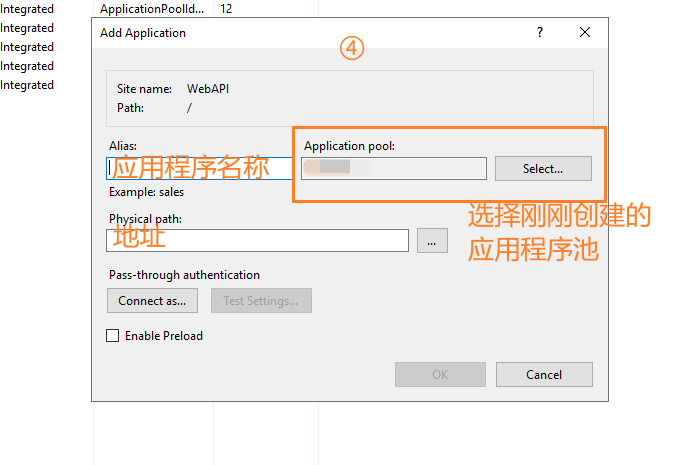 Integrated ApplicationPoolId... 12
Integrated
Integrated
Integrated
Integrated
Add Application
?
④
Site name: WebAPI
Path: /
Alias:
应用程序名称
Example: sales
Application pool:
Select...
选择刚刚创建的
应用程序池
Physical path:
地址
...
Pass-through authentication
Connect as... Test Settings...
Enable Preload
OK Cancel